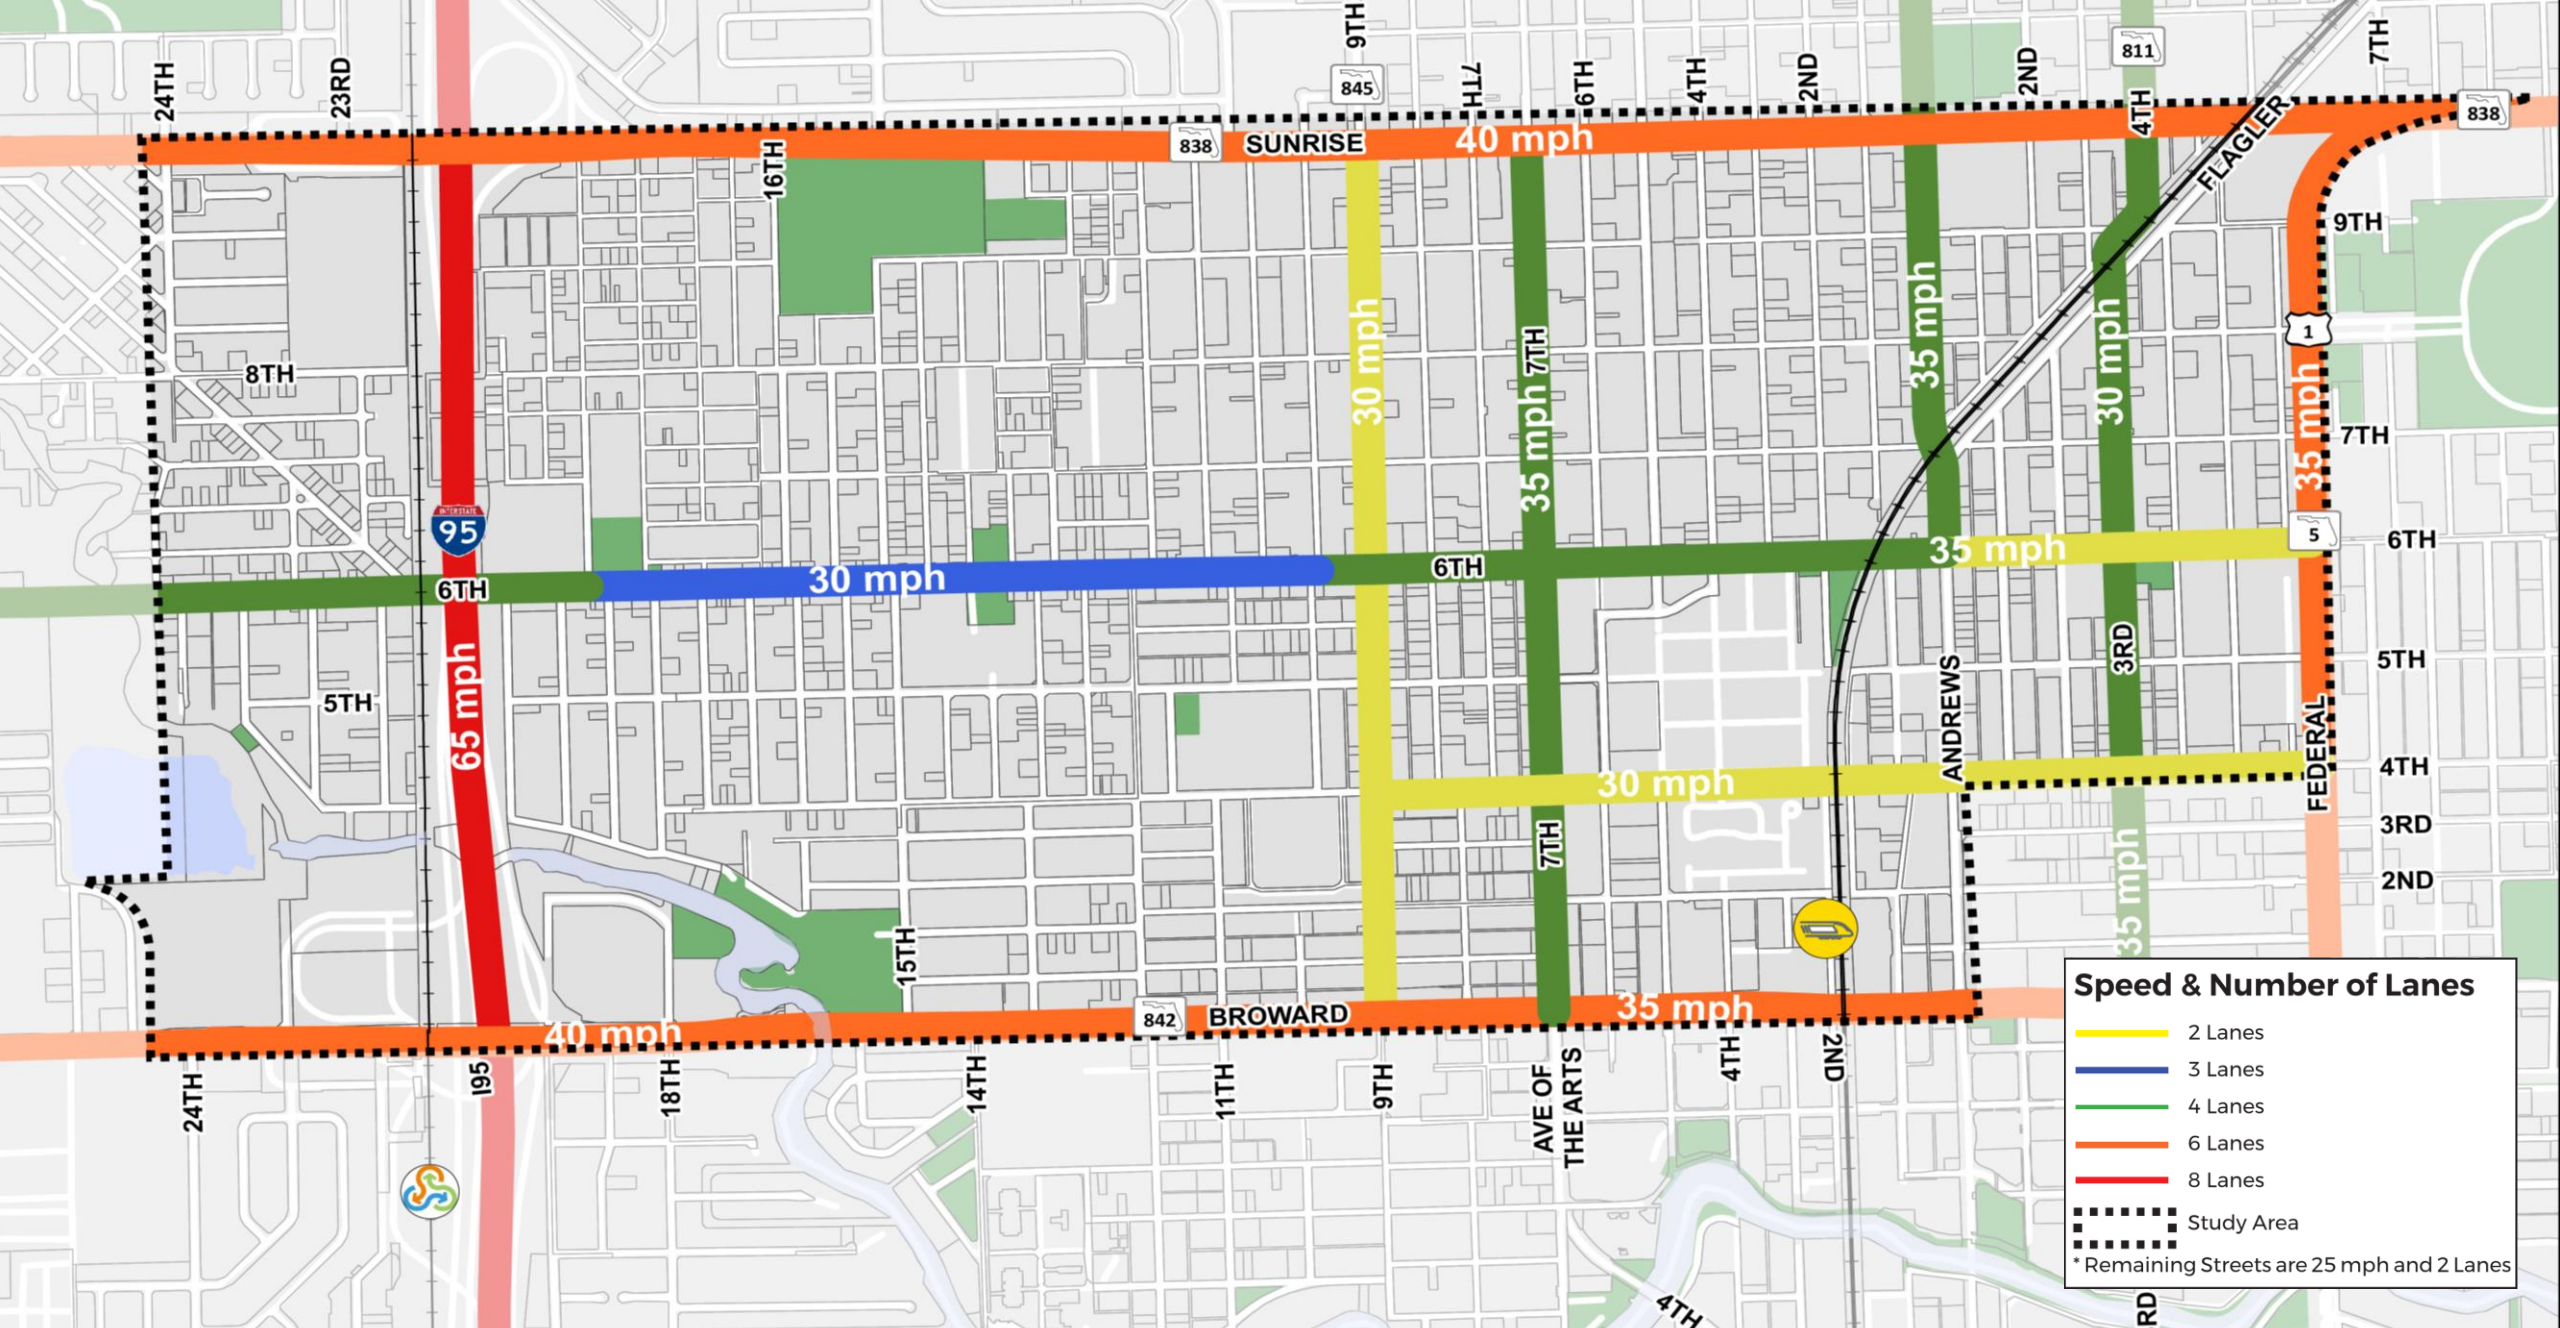 24TH
23RD
9TH
845
7TH
6TH
4TH
2ND
2ND
811
4TH
7TH
838
838
SUNRISE
40 mph
16TH
FLAGLER
9TH
1
8TH
30 mph
7TH
35 mph
35 mph
30 mph
35 mph
7TH
INTERSTATE
95
6TH
30 mph
6TH
35 mph
5
6TH
65 mph
5TH
3RD
5TH
ANDREWS
FEDERAL
30 mph
4TH
7TH
3RD
35 mph
2ND
15TH
40 mph
842
BROWARD
35 mph
24TH
I95
18TH
14TH
11TH
9TH
AVE OF
THE ARTS
4TH
2ND
4TH
RD
Speed & Number of Lanes
2 Lanes
3 Lanes
4 Lanes
6 Lanes
8 Lanes
Study Area
* Remaining Streets are 25 mph and 2 Lanes